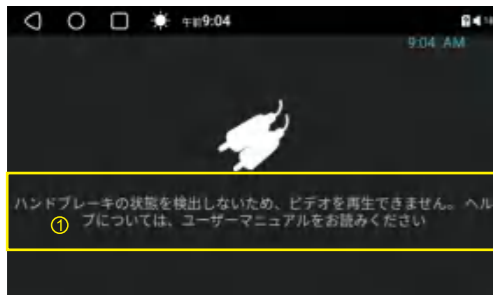 午前9:04
9:04 AM
ハンドブレーキの状態を検出しないため、ビデオを再生できません。 ヘル
① プについては、ユーザーマニュアルをお読みください